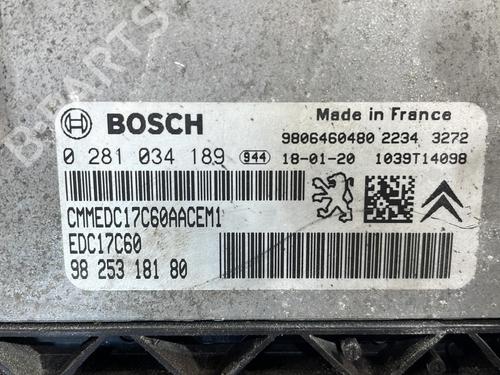 B-PARTS
BOSCH
Made in France
9806460480 2234 3272
0 281 034 189 944 18-01-20 1039T14098
CMMEDC17C60AACEM1
EDC17C60
98 253 181 80